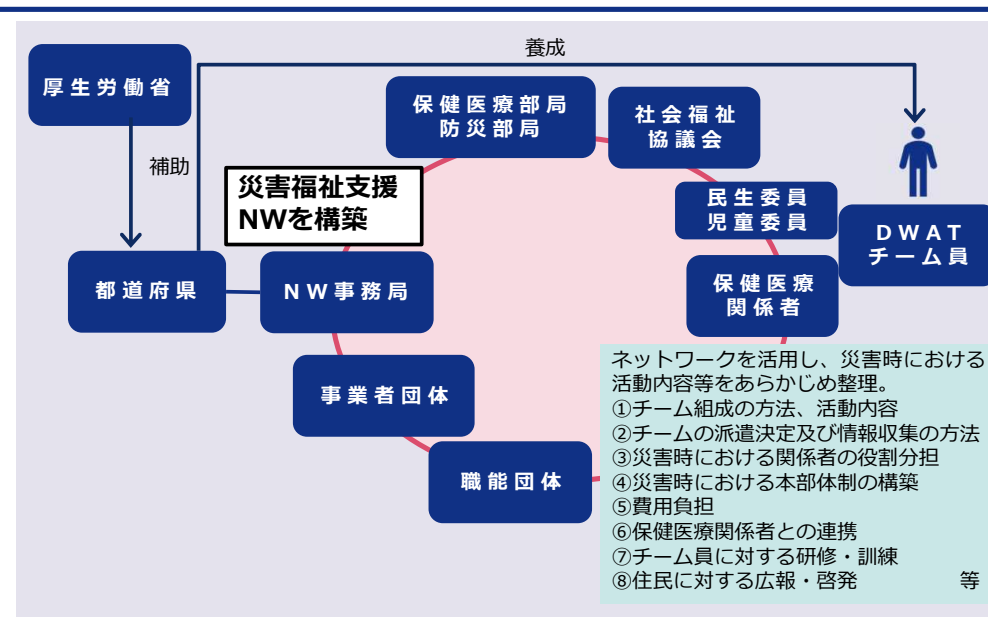 養成
厚生労働省
補助
保健医療部局
防災部局
社会福祉
協議会
災害福祉支援
NWを構築
民生委員
児童委員
DWAT
チーム員
都道府県
NW事務局
保健医療
関係者
事業者団体
職能団体
ネットワークを活用し、災害時における
活動内容等をあらかじめ整理。
①チーム組成の方法、活動内容
②チームの派遣決定及び情報収集の方法
③災害時における関係者の役割分担
④災害時における本部体制の構築
⑤費用負担
⑥保健医療関係者との連携
⑦チーム員に対する研修・訓練
⑧住民に対する広報・啓発 等